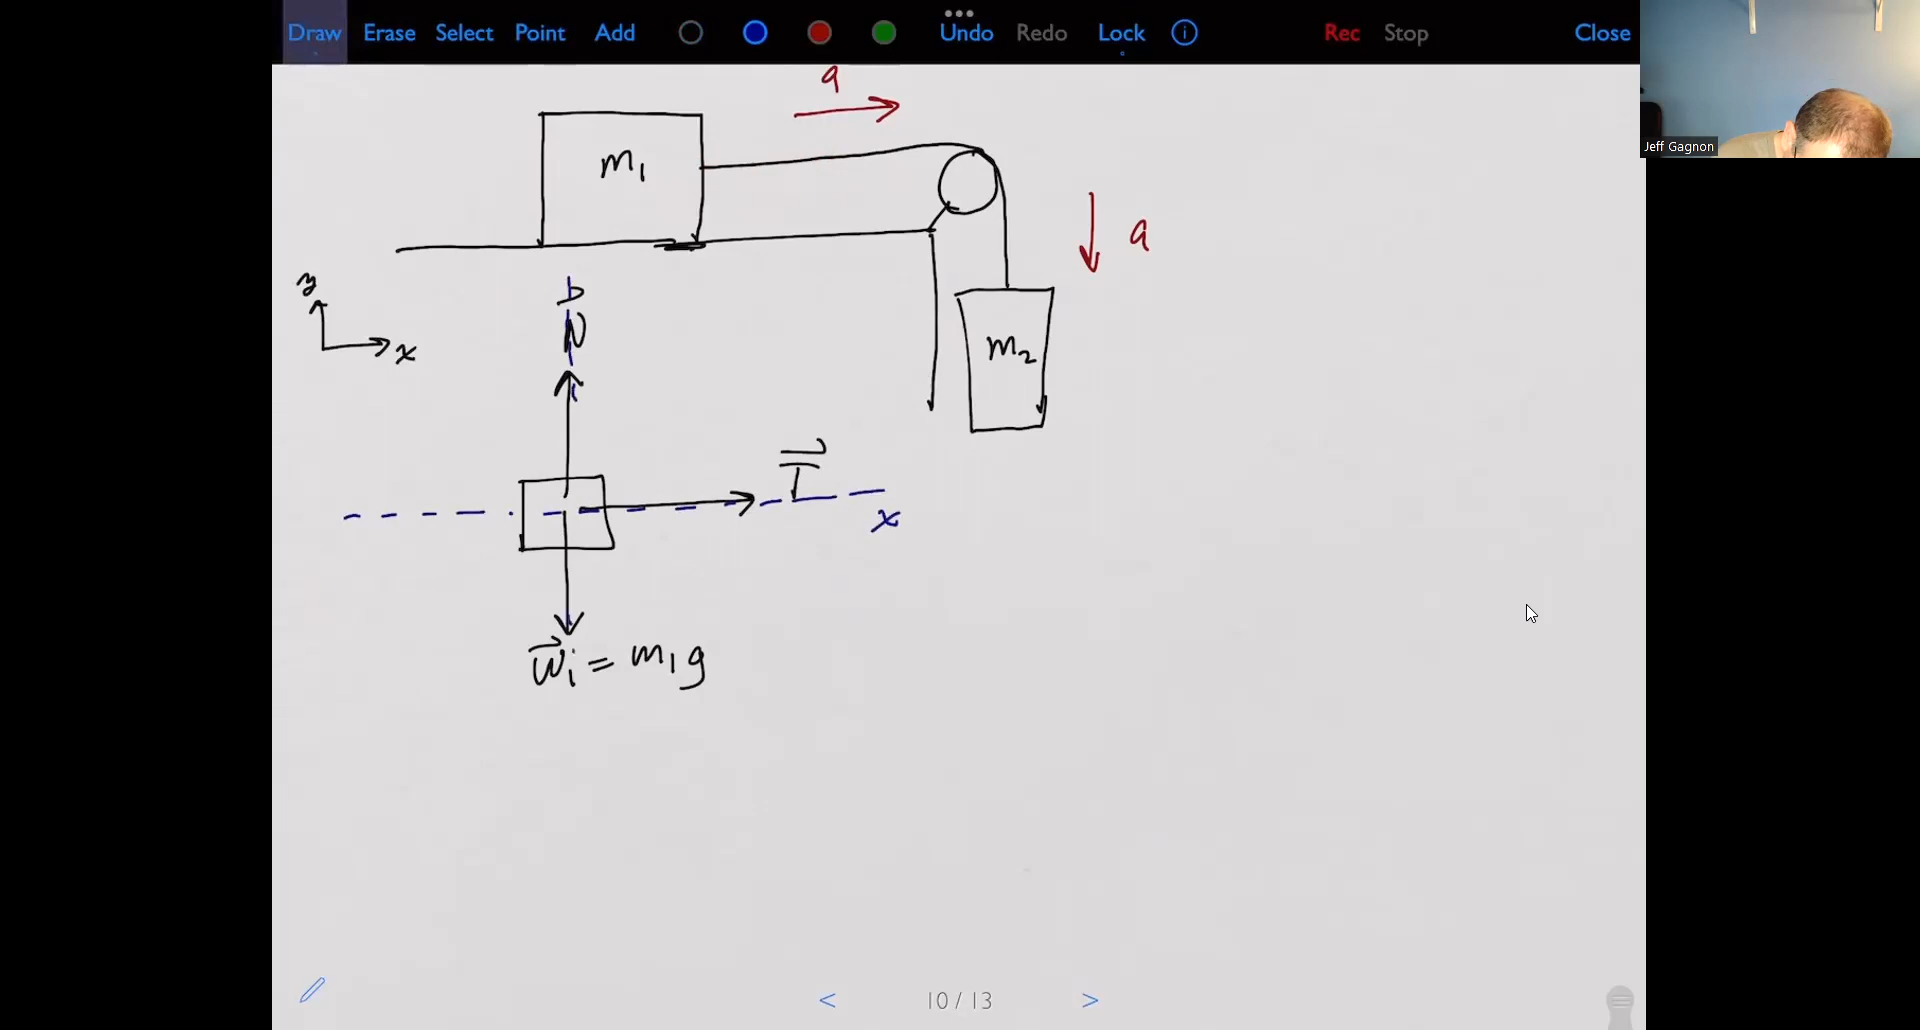 Draw Erase Select Point Add Undo Redo Lock Rec Stop Close
Jeff Gagnon
a
m1
a
y
x
m2
N
T
x
w1 = m1g
< 10 / 13 >